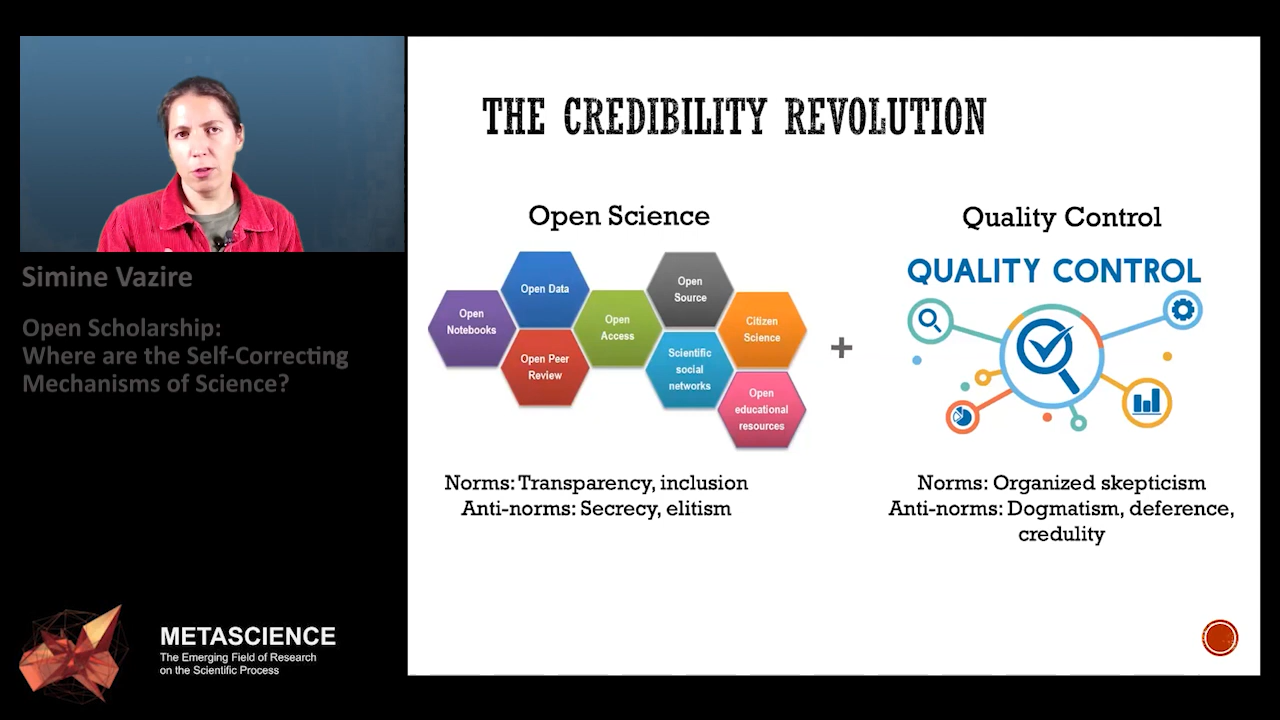 THE CREDIBILITY REVOLUTION
Simine Vazire
Open Scholarship:
Where are the Self-Correcting
Mechanisms of Science?
METASCIENCE
The Emerging Field of Research
on the Scientific Process
Open Science
Open
Notebooks
Open Data
Open Peer
Review
Open
Access
Open
Source
Scientific
social
networks
Citizen
Science
Open
educational
resources
Norms: Transparency, inclusion
Anti-norms: Secrecy, elitism
+
Quality Control
QUALITY CONTROL
Norms: Organized skepticism
Anti-norms: Dogmatism, deference,
credulity